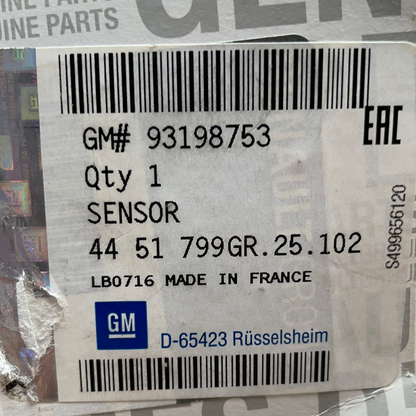 GENUINE PARTS
GM# 93198753
Qty 1
SENSOR
44 51 799GR.25.102
LB0716 MADE IN FRANCE
GM
D-65423 Rüsselsheim
EAC
S499656120